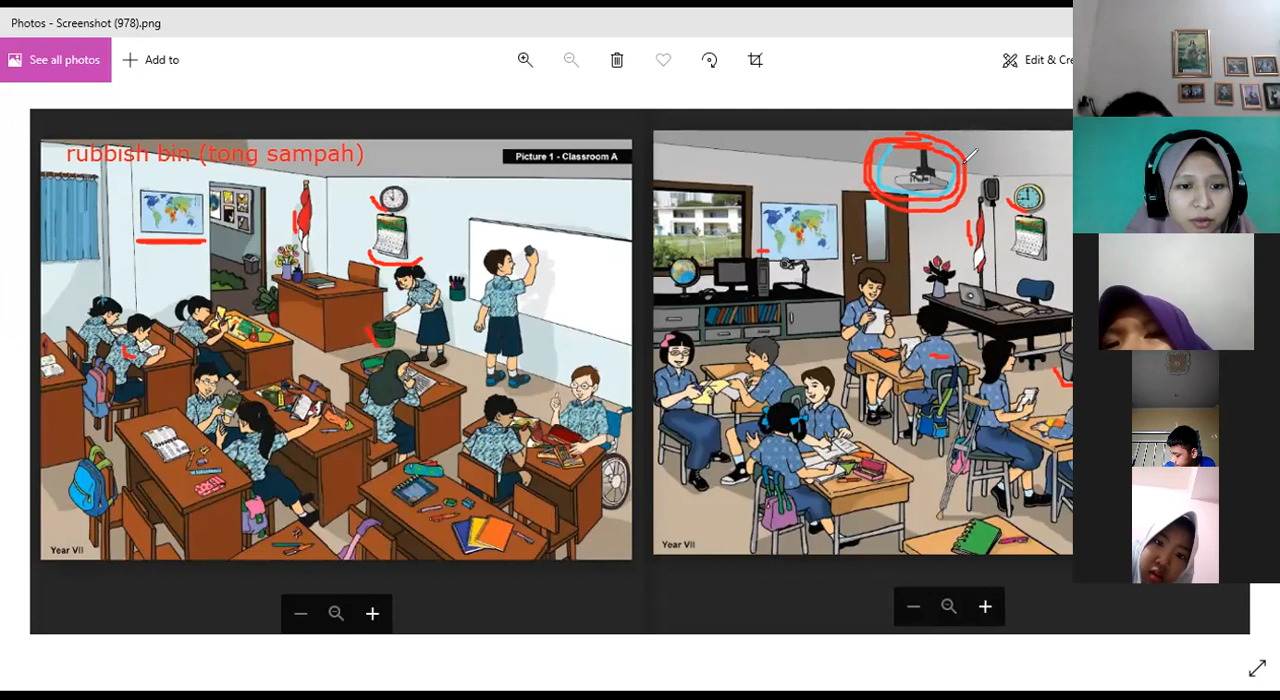 Photos - Screenshot (978).png
See all photos
Add to
Edit & Cre
rubbish bin (tong sampah)
Picture 1 - Classroom A
Year VII
Year VII